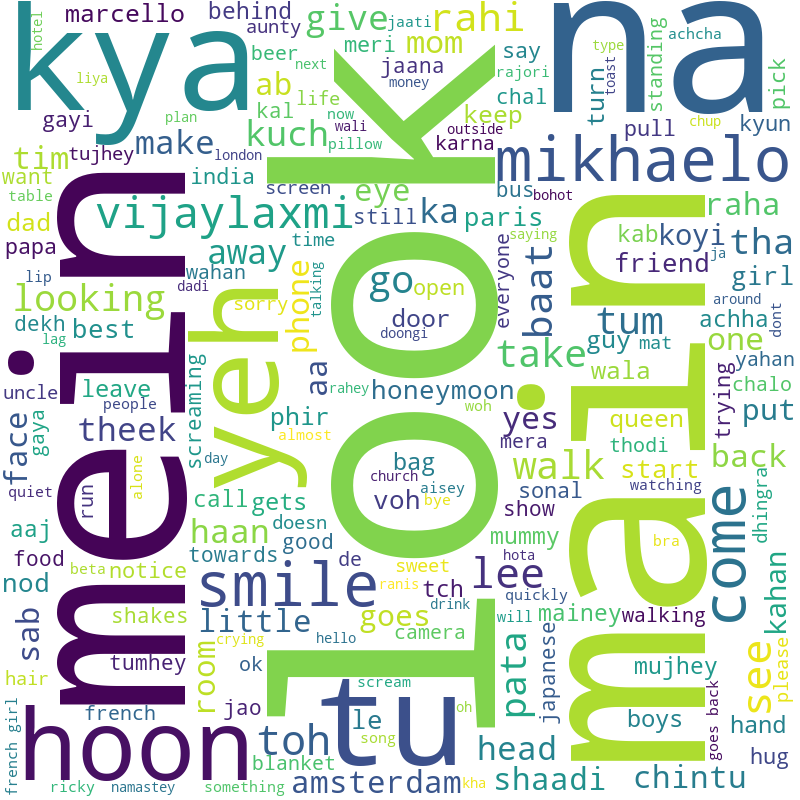 hotel
marcello
behind
give
jaati
rahi
na
type
achcha
aunty
kya
beer
meri
mom
say
toast
standing
next
jaana
turn
pick
ab
life
rajori
money
chal
gayi
kal
now
keep
plan
kuch
wali
outside
chup
kyun
tim
tujhey
make
london
pillow
karna
pull
mikhaelo
want
india
screen
eye
bus
bohot
table
dad
vijaylaxmi
still
ka
paris
raha
papa
away
time
kab
koyi
tha
lip
dadi
wahan
talking
everyone
saying
baat
friend
ja
girl
looking
sorry
phone
go
open
around
dont
dekh
best
door
achha
lag
yeh
doongi
take
guy
mat
one
yahan
mein
look
main
uncle
leave
aa
rahey
honeymoon
wala
trying
chalo
people
phir
woh
yes
queen
put
face
gaya
theek
screaming
almost
mera
thodi
day
bag
walk
start
back
quiet
alone
run
call
gets
church
voh
aisey
sonal
watching
show
dhingra
aaj
haan
doesn
bye
good
mummy
bra
food
towards
de
hota
come
nod
beta
notice
smile
sweet
lee
kahan
ranis
tch
quickly
sab
shakes
little
goes
drink
will
mainey
walking
crying
hello
camera
japanese
please
tumhey
room
ok
pata
mujhey
see
hair
scream
oh
french
jao
song
le
boys
hand
french girl
hoon
toh
tu
head
goes back
hug
blanket
ricky
namastey
something
amsterdam
kha
shaadi
chintu
tum